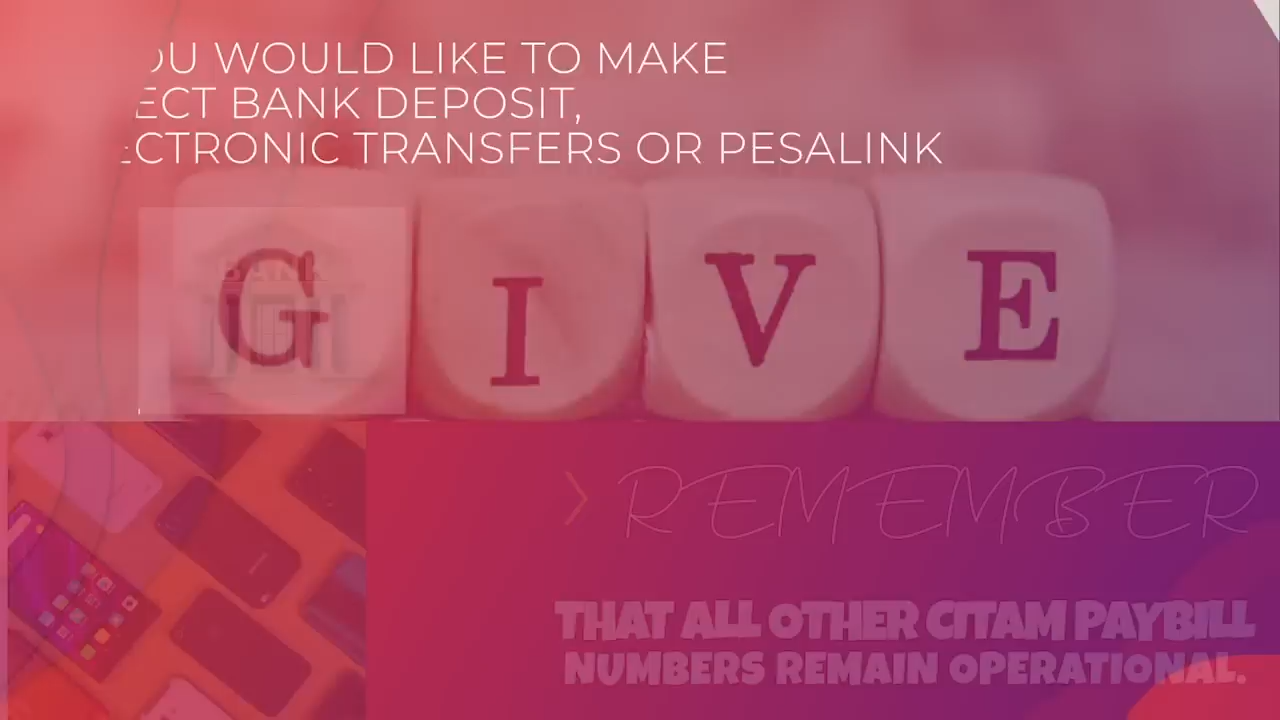 OU WOULD LIKE TO MAKE
ECT BANK DEPOSIT,
ECTRONIC TRANSFERS OR PESALINK
BANK
G I V E
REMEMBER
THAT ALL OTHER CITAM PAYBILL
NUMBERS REMAIN OPERATIONAL.